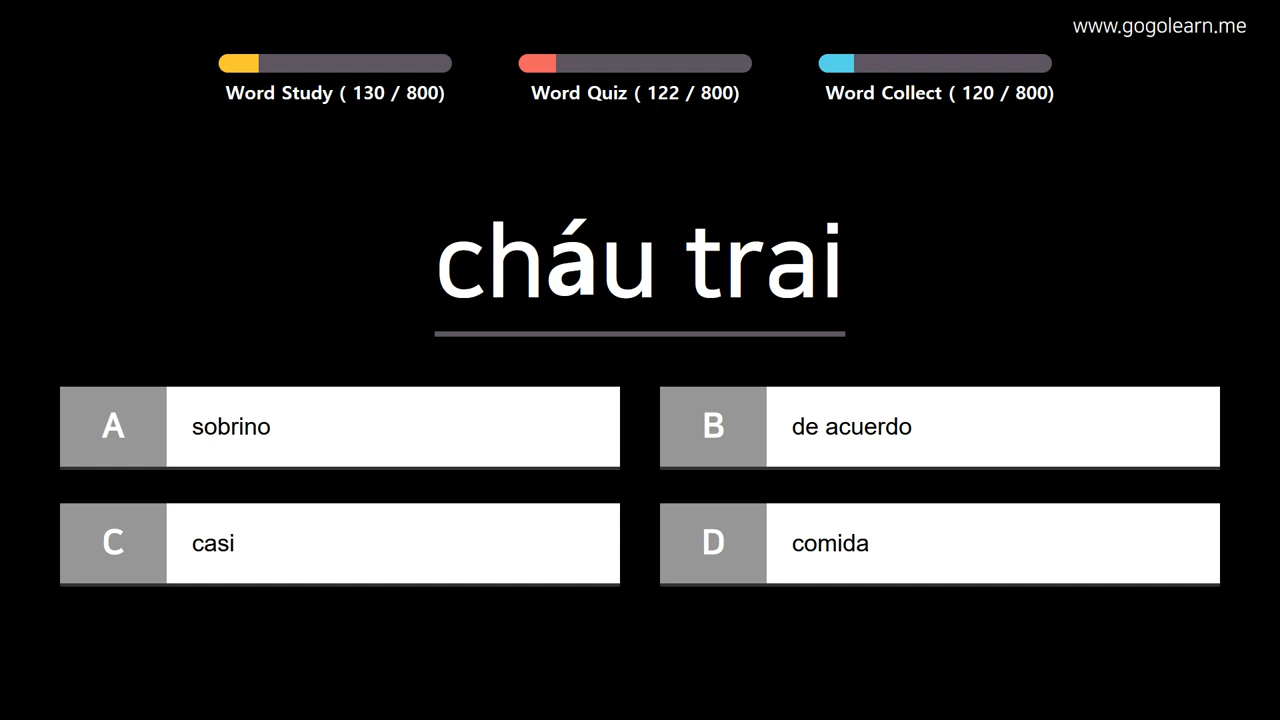 www.gogolearn.me
Word Study ( 130 / 800)
Word Quiz ( 122 / 800)
Word Collect ( 120 / 800)
cháu trai
A sobrino
B de acuerdo
C casi
D comida